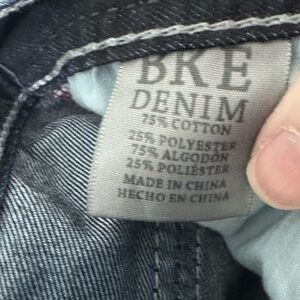 BKE
DENIM
75% COTTON
25% POLYESTER
75% ALGODÓN
25% POLIÉSTER
MADE IN CHINA
HECHO EN CHINA